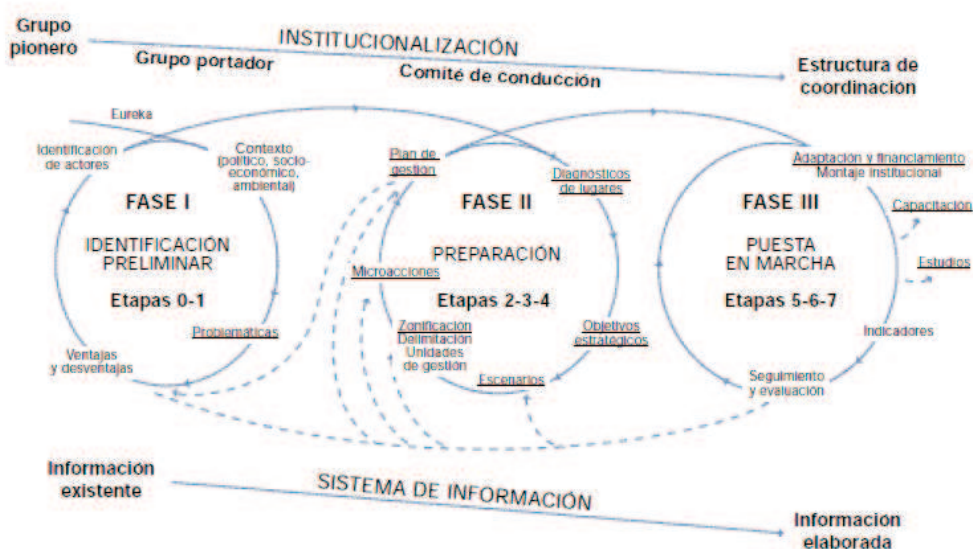 Grupo
pionero
INSTITUCIONALIZACIÓN
Grupo portador
Comité de conducción
Estructura de
coordinación
Eureka
Identificación
de actores
Contexto
(político, socio-
económico,
ambiental)
FASE I
IDENTIFICACIÓN
PRELIMINAR
Etapas 0-1
Problemáticas
Ventajas
y desventajas
Plan de
gestión
Diagnósticos
de lugares
FASE II
PREPARACIÓN
Microacciones
Etapas 2-3-4
Zonificación
Delimitación
Unidades
de gestión
Objetivos
estratégicos
Escenarios
Adaptación y financiamiento
Montaje institucional
FASE III
Capacitación
PUESTA
EN MARCHA
Estudios
Etapas 5-6-7
Indicadores
Seguimiento
y evaluación
Información
existente
SISTEMA DE INFORMACIÓN
Información
elaborada